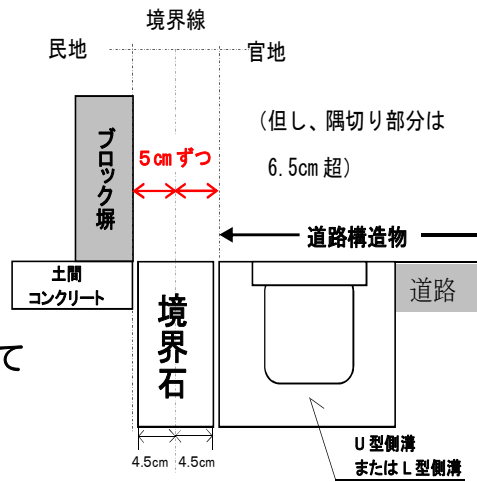 境界線
民地
官地
(但し、隅切り部分は
6.5cm 超)
ブロック塀
5cmずつ
道路構造物
土間
コンクリート
境界石
道路
て
4.5cm
4.5cm
U型側溝
またはL型側溝